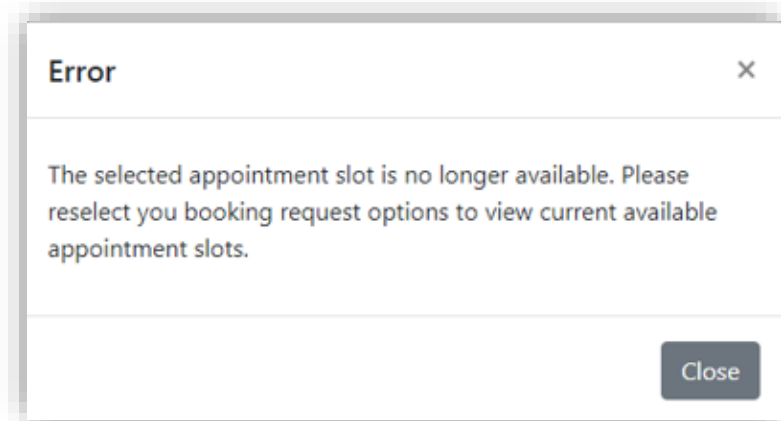 Error ×
The selected appointment slot is no longer available. Please
reselect you booking request options to view current available
appointment slots.
Close